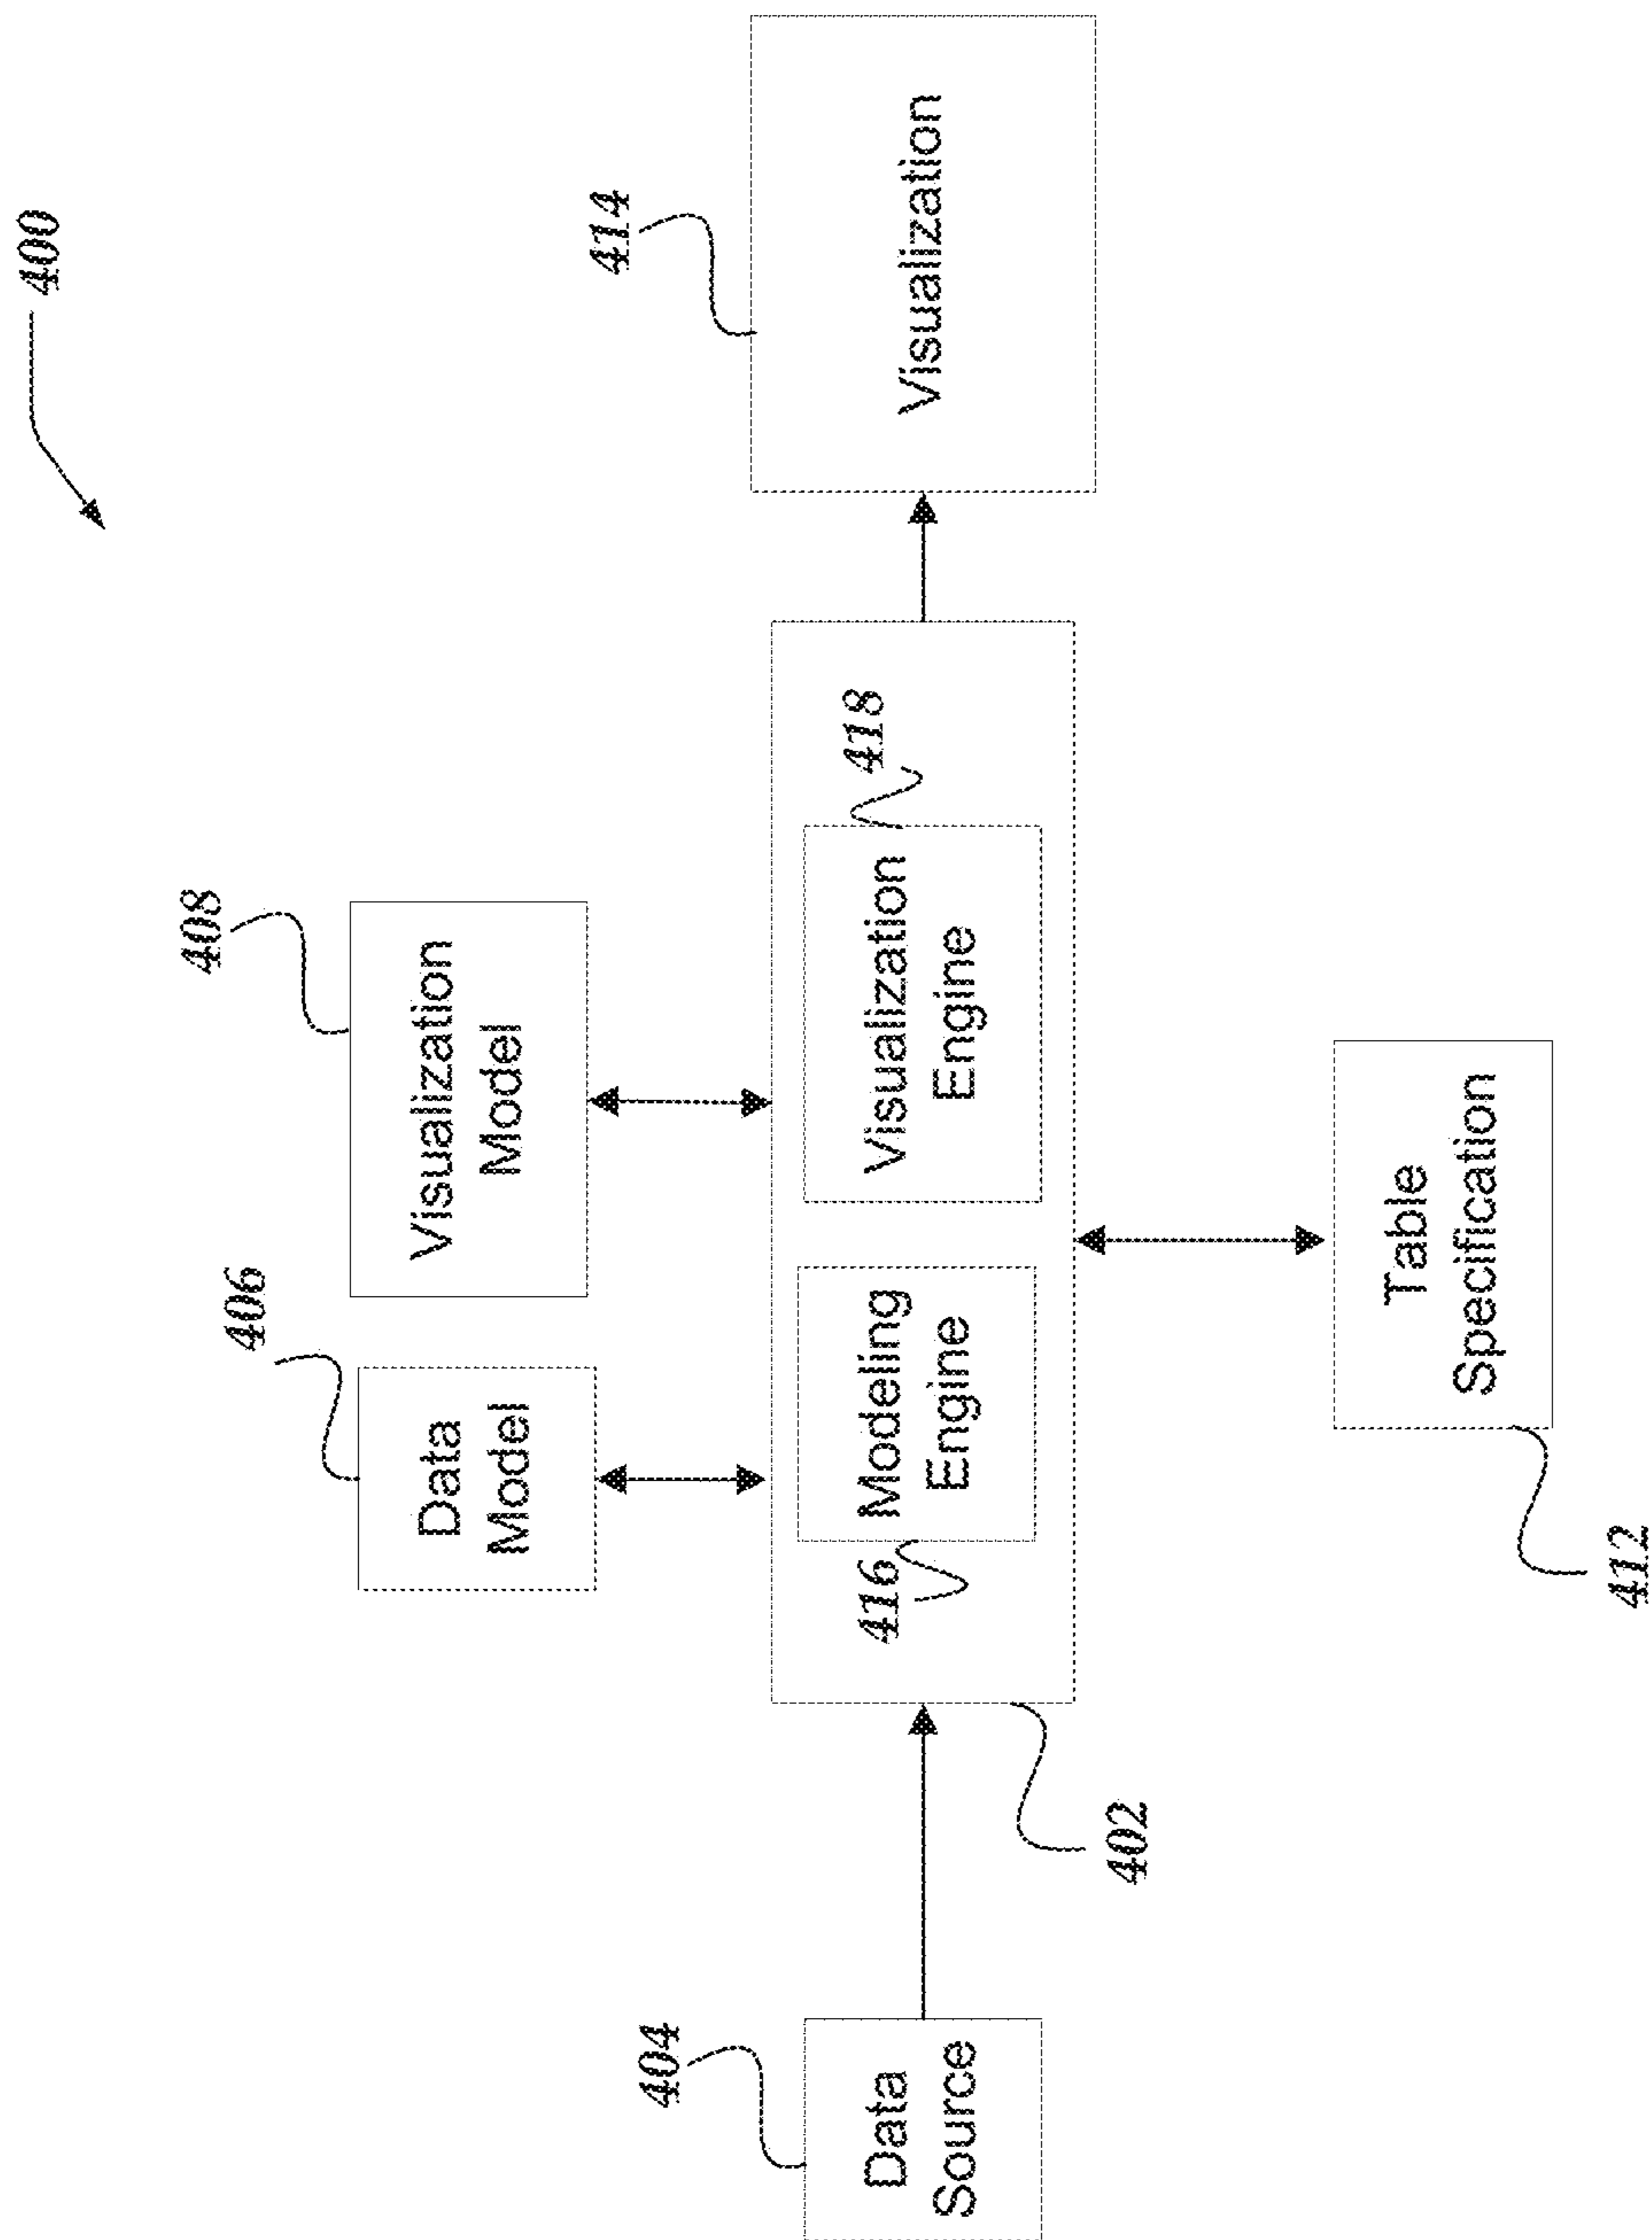 400
408
406
Visualization
Model
Data
Model
414
404
Data
Source
416
Modeling
Engine
418
Visualization
Engine
Visualization
402
Table
Specification
412